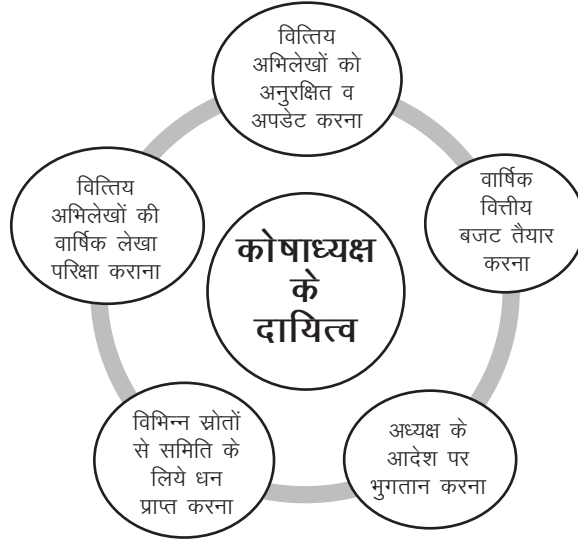 वित्तिय
अभिलेखों को
अनुरक्षित व
अपडेट करना
वार्षिक
वित्तीय
बजट तैयार
करना
अध्यक्ष के
आदेश पर
भुगतान करना
विभिन्न स्रोतों
से समिति के
लिये धन
प्राप्त करना
वित्तिय
अभिलेखों की
वार्षिक लेखा
परिक्षा कराना
कोषाध्यक्ष
के
दायित्व